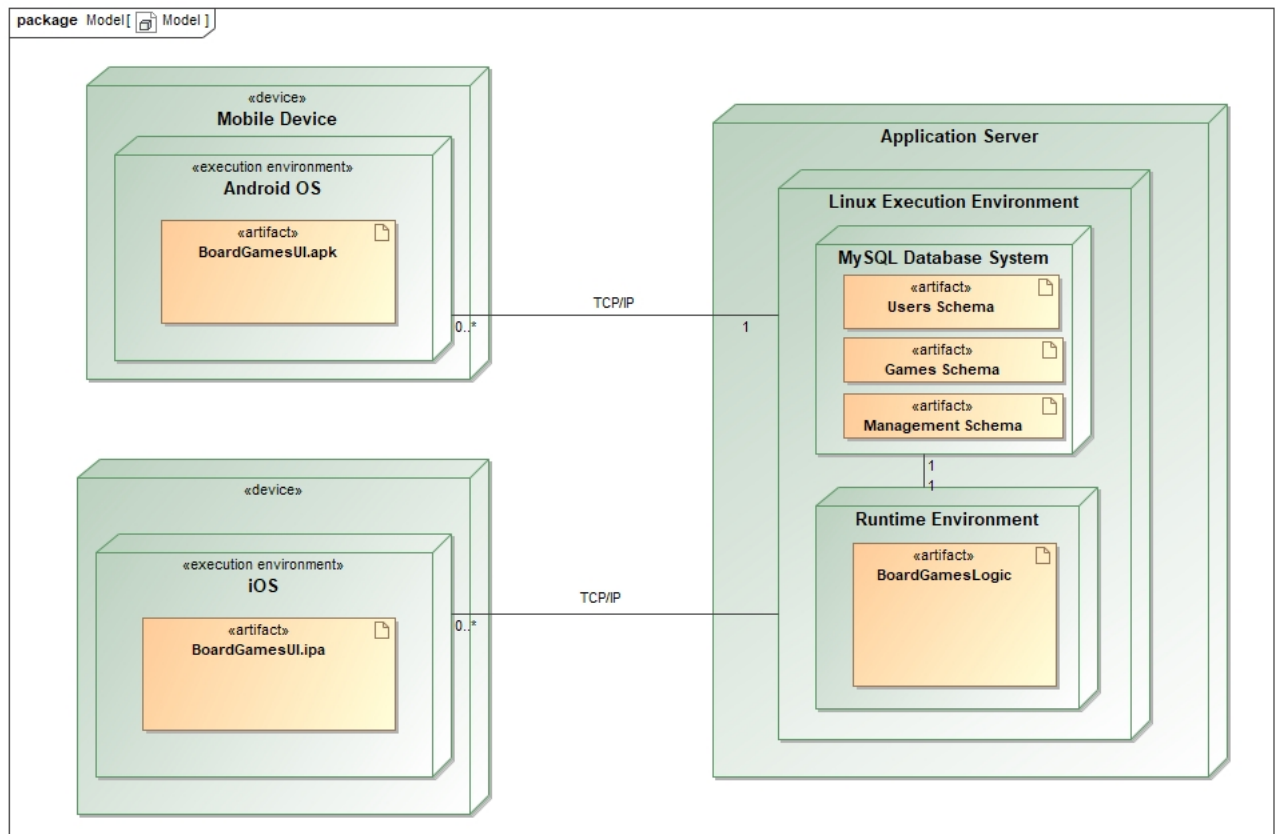 package Model[ Model ]
«device»
Mobile Device
«execution environment»
Android OS
«artifact»
BoardGamesUI.apk
TCP/IP
0..*
1
Application Server
Linux Execution Environment
MySQL Database System
«artifact»
Users Schema
«artifact»
Games Schema
«artifact»
Management Schema
1
1
«device»
«execution environment»
iOS
«artifact»
BoardGamesUI.ipa
TCP/IP
0..*
Runtime Environment
«artifact»
BoardGamesLogic